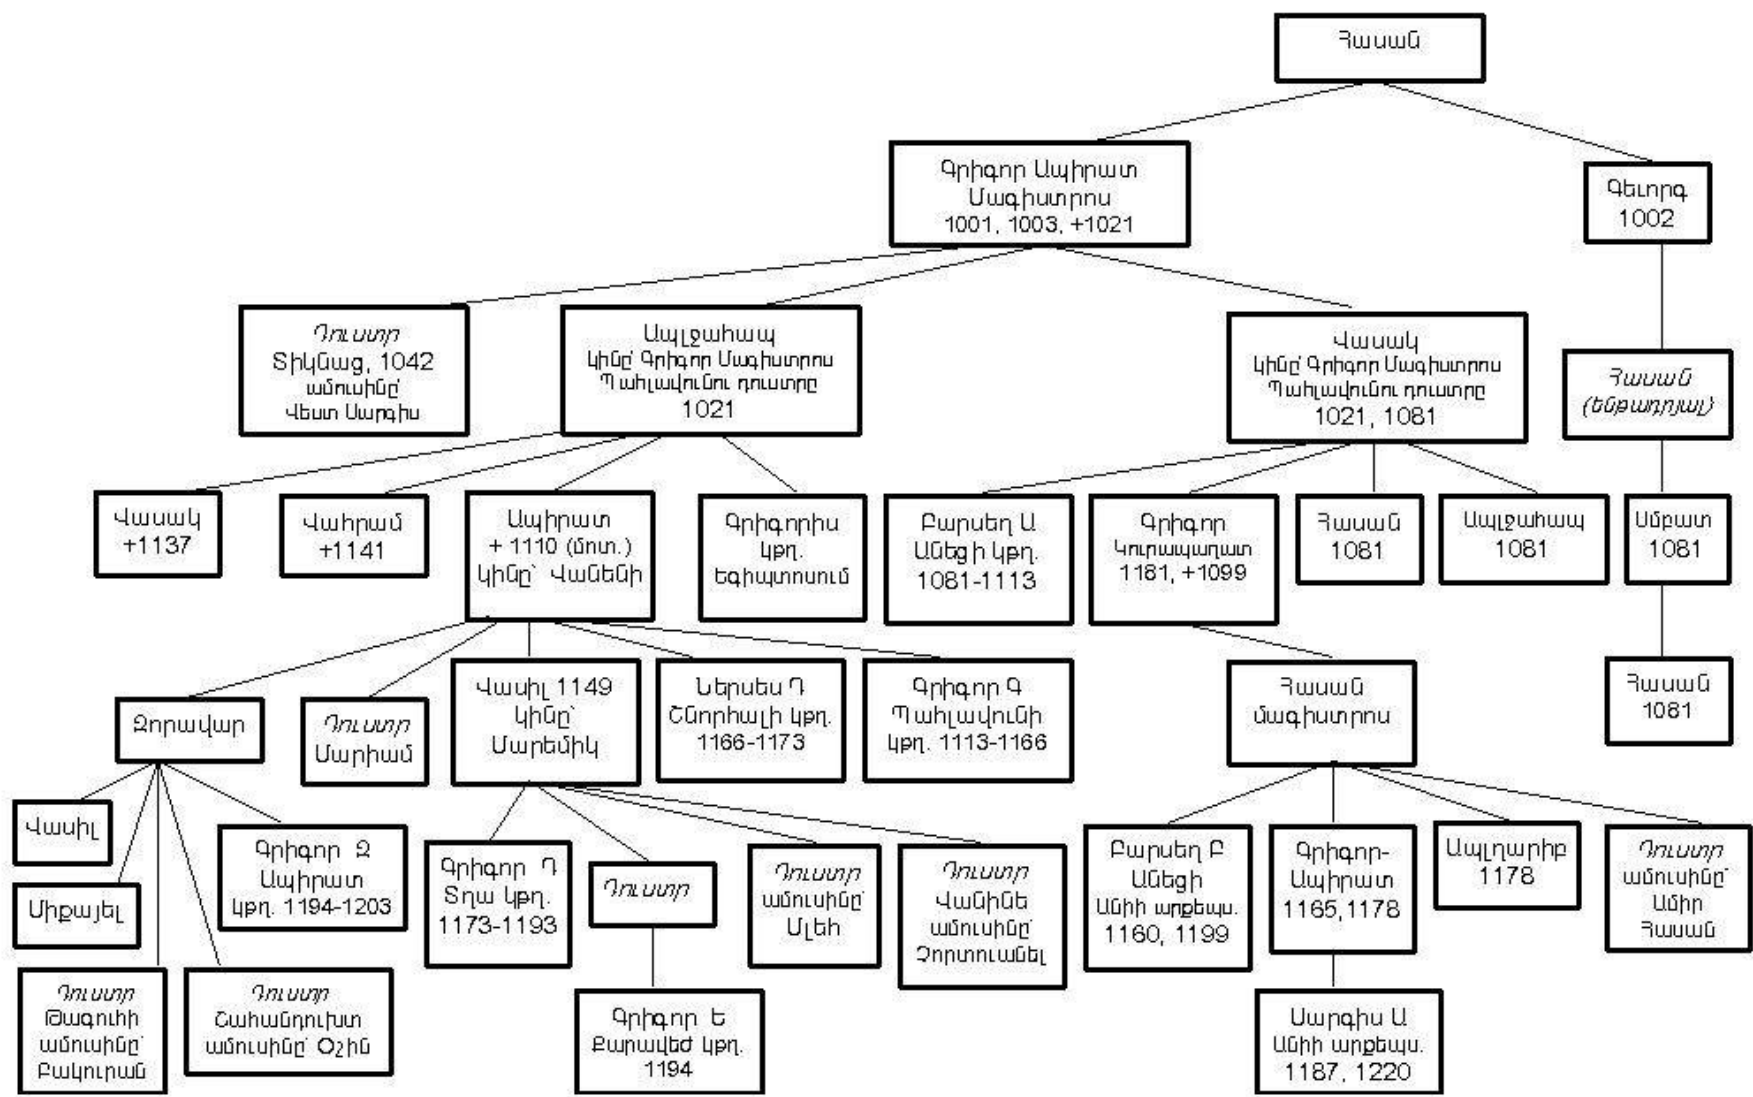 Հասան
Գրիգոր Ապիրատ
Մագիստրոս
1001, 1003, +1021
Գեւորգ
1002
Դուստր
Տիկնաց, 1042
ամուսինը՝
Վեստ Սարգիս
Ապլջահապ
կինը՝ Գրիգոր Մագիստրոս
Պահլավունու դուստրը
1021
Վասակ
կինը՝ Գրիգոր Մագիստրոս
Պահլավունու դուստրը
1021, 1081
Հասան
(ենթադրյալ)
Վասակ
+1137
Վահրամ
+1141
Ապիրատ
+ 1110 (մոտ.)
կինը՝ Վանենի
Գրիգորիս
կթղ.
Եգիպտոսում
Բարսեղ Ա
Անեցի կթղ.
1081-1113
Գրիգոր
Կուրապաղատ
1181, +1099
Հասան
1081
Ապլջահապ
1081
Սմբատ
1081
Զորավար
Դուստր
Մարիամ
Վասիլ 1149
կինը՝
Մարեմիկ
Ներսես Դ
Շնորհալի կթղ.
1166-1173
Գրիգոր Գ
Պահլավունի
կթղ. 1113-1166
Հասան
մագիստրոս
Հասան
1081
Վասիլ
Միքայել
Դուստր
Թագուհի
ամուսինը՝
Բակուրան
Դուստր
Շահանդուխտ
ամուսինը՝ Օշին
Գրիգոր Զ
Ապիրատ
կթղ. 1194-1203
Գրիգոր Դ
Տղա կթղ.
1173-1193
Դուստր
Գրիգոր Ե
Քարավեժ կթղ.
1194
Դուստր
ամուսինը՝
Մլեհ
Դուստր
Վանինե
ամուսինը՝
Չորտուանել
Բարսեղ Բ
Անեցի
Անիի արքեպս.
1160, 1199
Գրիգոր-
Ապիրատ
1165,1178
Ապլղարիբ
1178
Դուստր
ամուսինը՝
Ամիր
Հասան
Սարգիս Ա
Անիի արքեպս.
1187, 1220